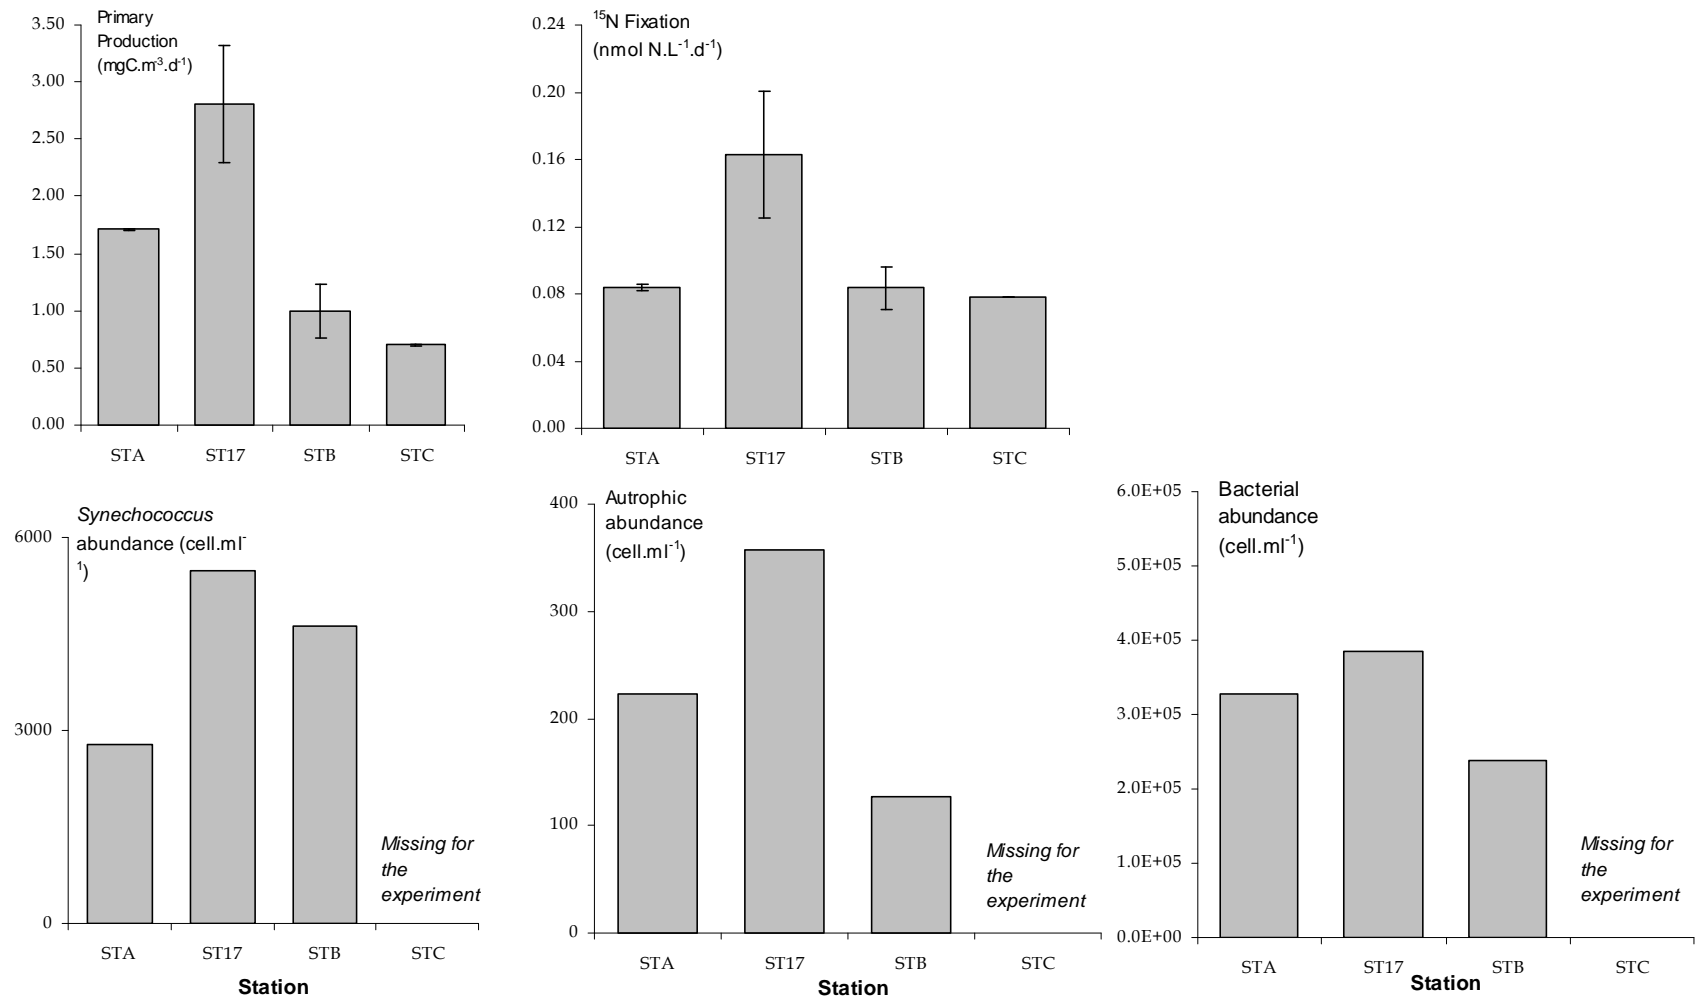 Primary
Production
(mgC.m-3.d-1)
3.50
3.00
2.50
2.00
1.50
1.00
0.50
0.00
STA ST17 STB STC
15N Fixation
(nmol N.L-1.d-1)
0.24
0.20
0.16
0.12
0.08
0.04
0.00
STA ST17 STB STC
Synechococcus
abundance (cell.ml-
1)
6000
3000
0
Missing for
the
experiment
STA ST17 STB STC
Station
Autrophic
abundance
(cell.ml-1)
400
300
200
100
0
Missing for
the
experiment
STA ST17 STB STC
Station
Bacterial
abundance
(cell.ml-1)
6.0E+05
5.0E+05
4.0E+05
3.0E+05
2.0E+05
1.0E+05
0.0E+00
Missing for
the
experiment
STA ST17 STB STC
Station